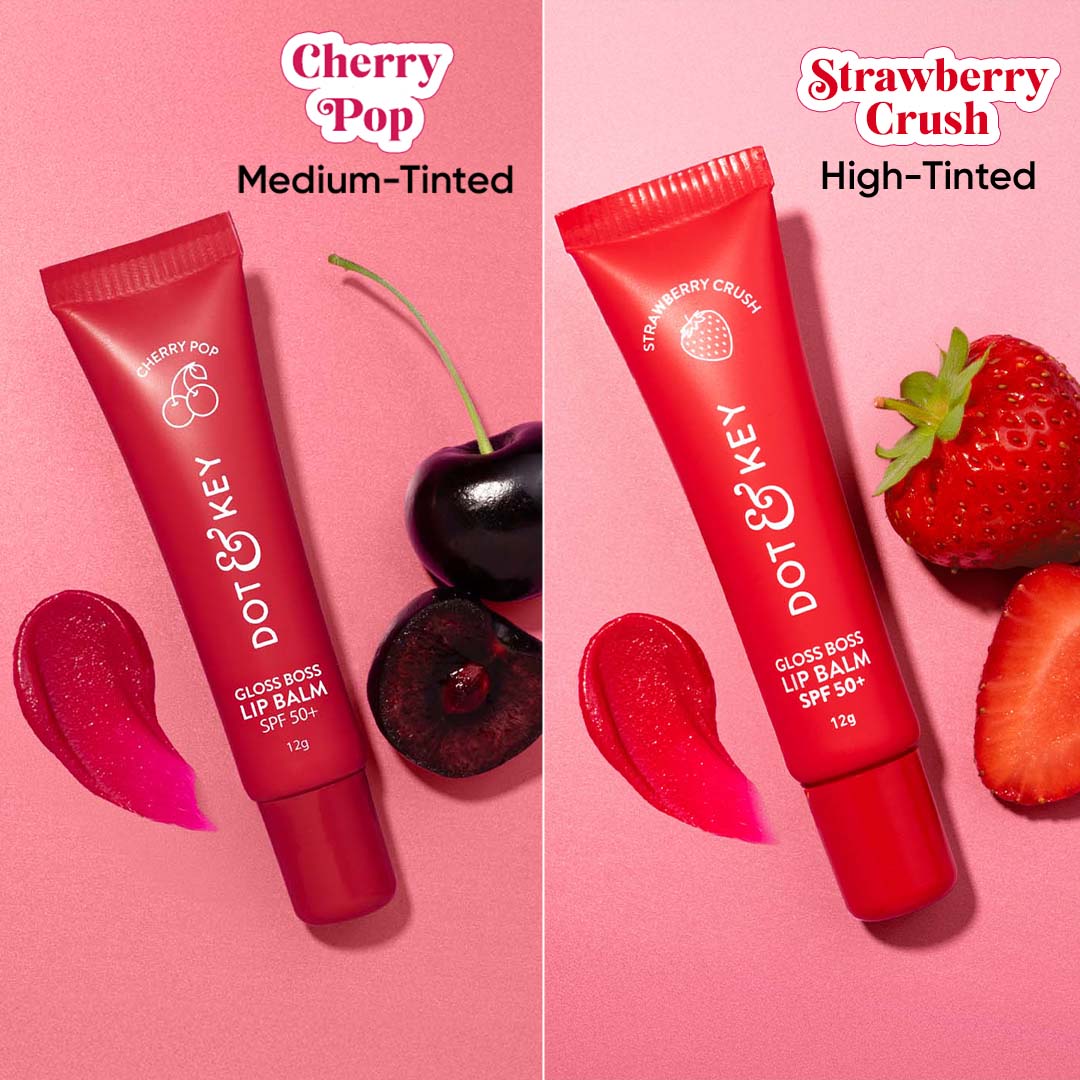 Cherry
Pop
Medium-Tinted
CHERRY POP
DOT & KEY
GLOSS BOSS
LIP BALM
SPF 50+
12g
Strawberry
Crush
High-Tinted
STRAWBERRY CRUSH
DOT & KEY
GLOSS BOSS
LIP BALM
SPF 50+
12g